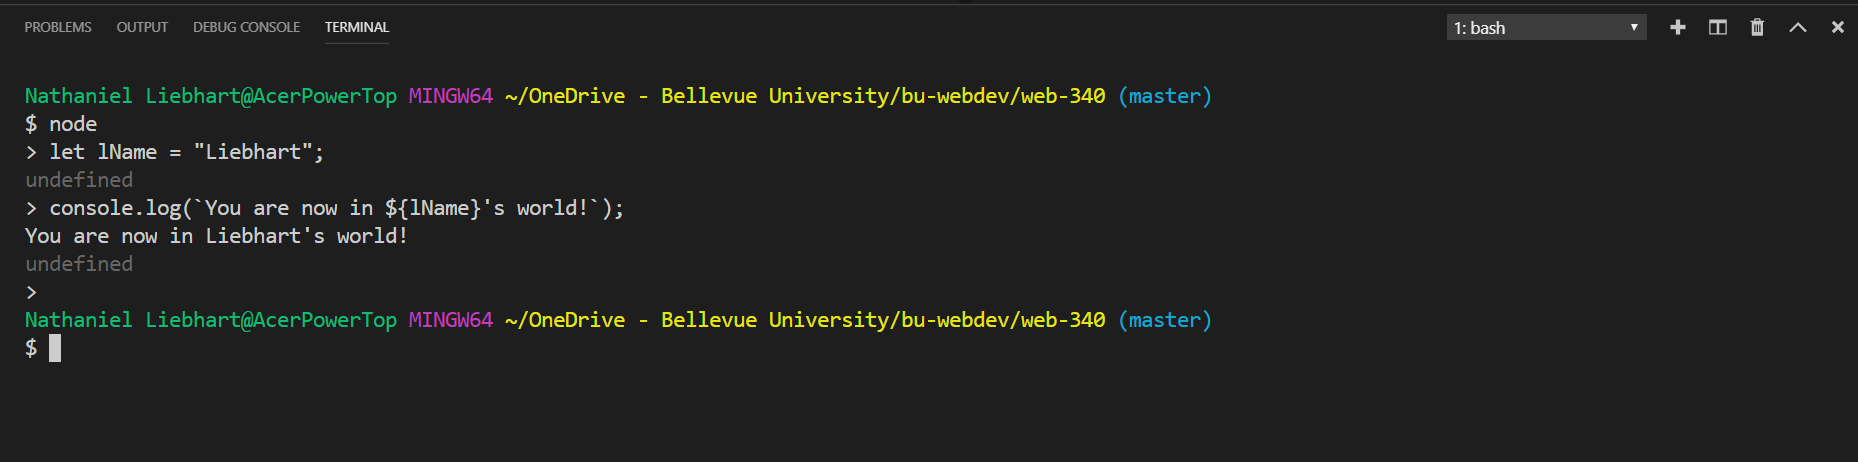 PROBLEMS OUTPUT DEBUG CONSOLE TERMINAL 1: bash
Nathaniel Liebhart@AcerPowerTop MINGW64 ~/OneDrive - Bellevue University/bu-webdev/web-340 (master)
$ node
> let lName = "Liebhart";
undefined
> console.log(`You are now in ${lName}'s world!`);
You are now in Liebhart's world!
undefined
>
Nathaniel Liebhart@AcerPowerTop MINGW64 ~/OneDrive - Bellevue University/bu-webdev/web-340 (master)
$